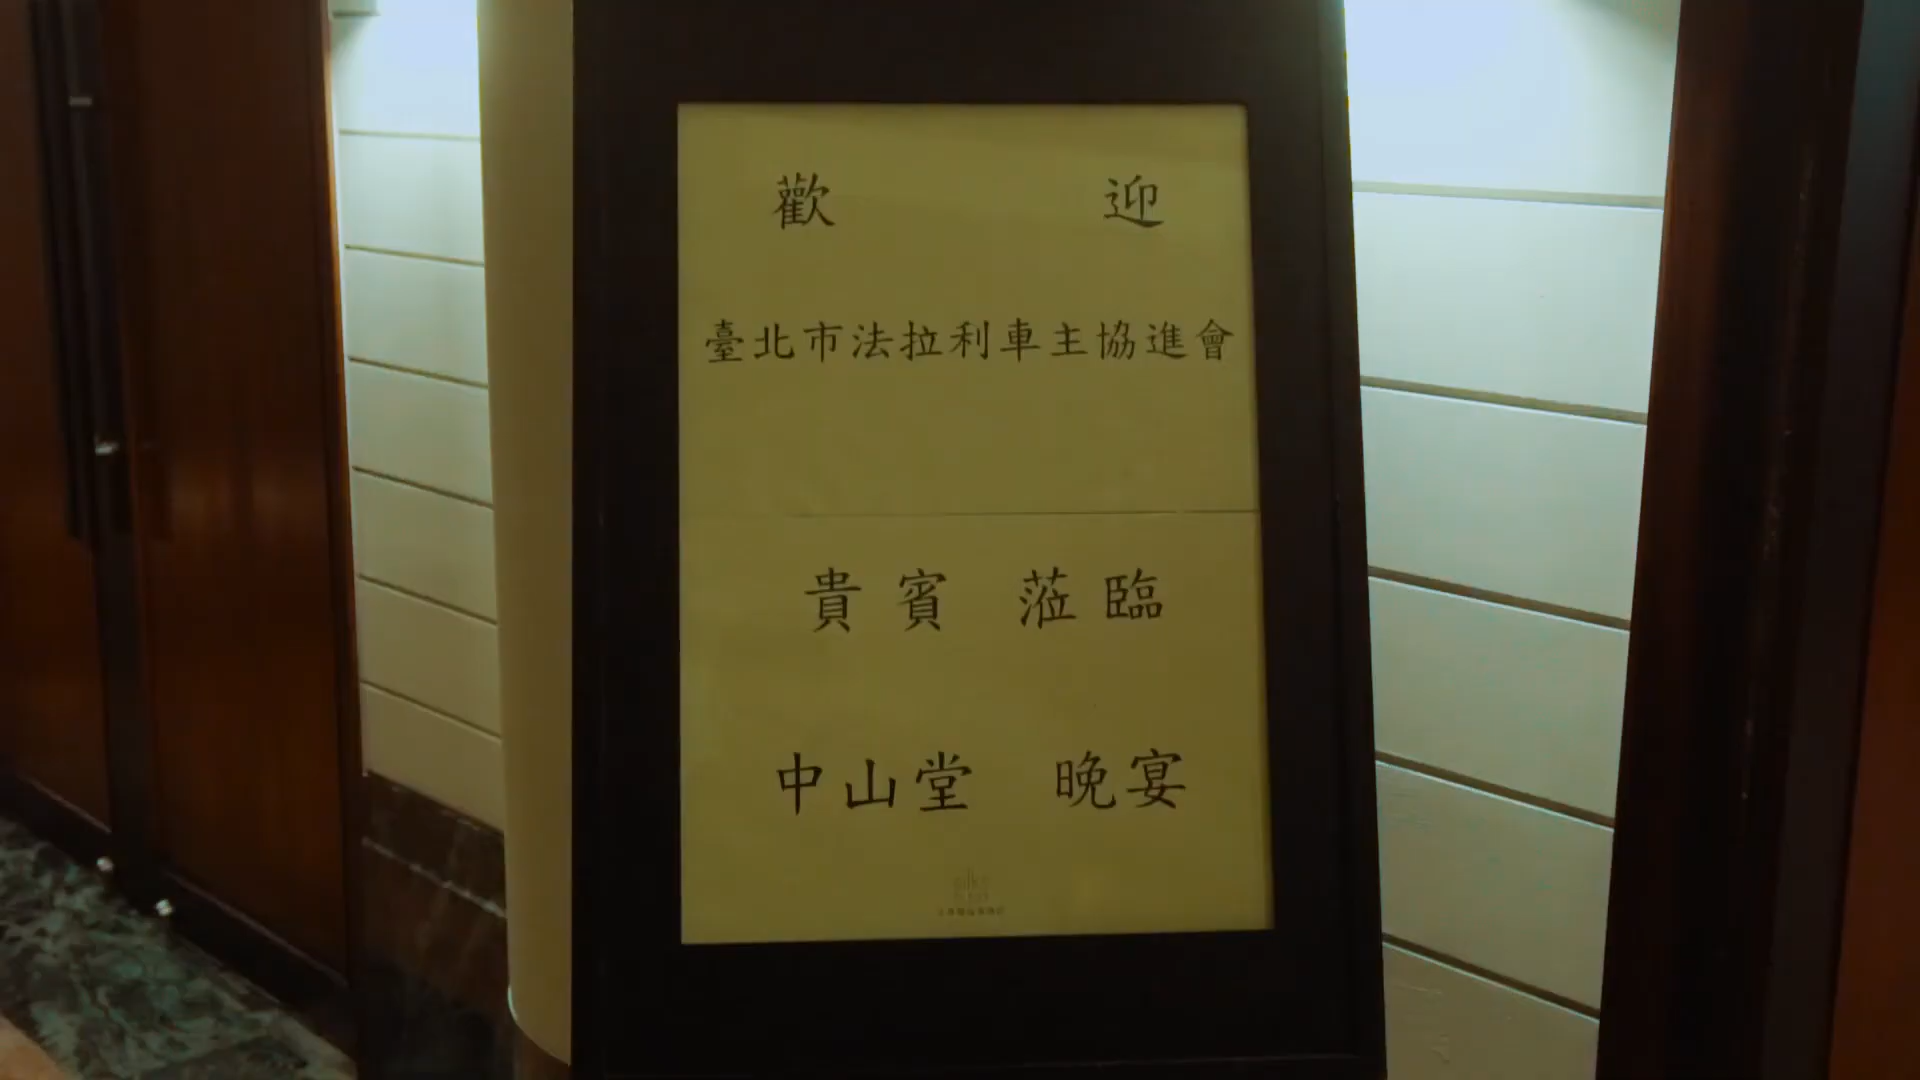 歡 迎
臺北市法拉利車主協進會
貴賓 蒞臨
中山堂 晚宴